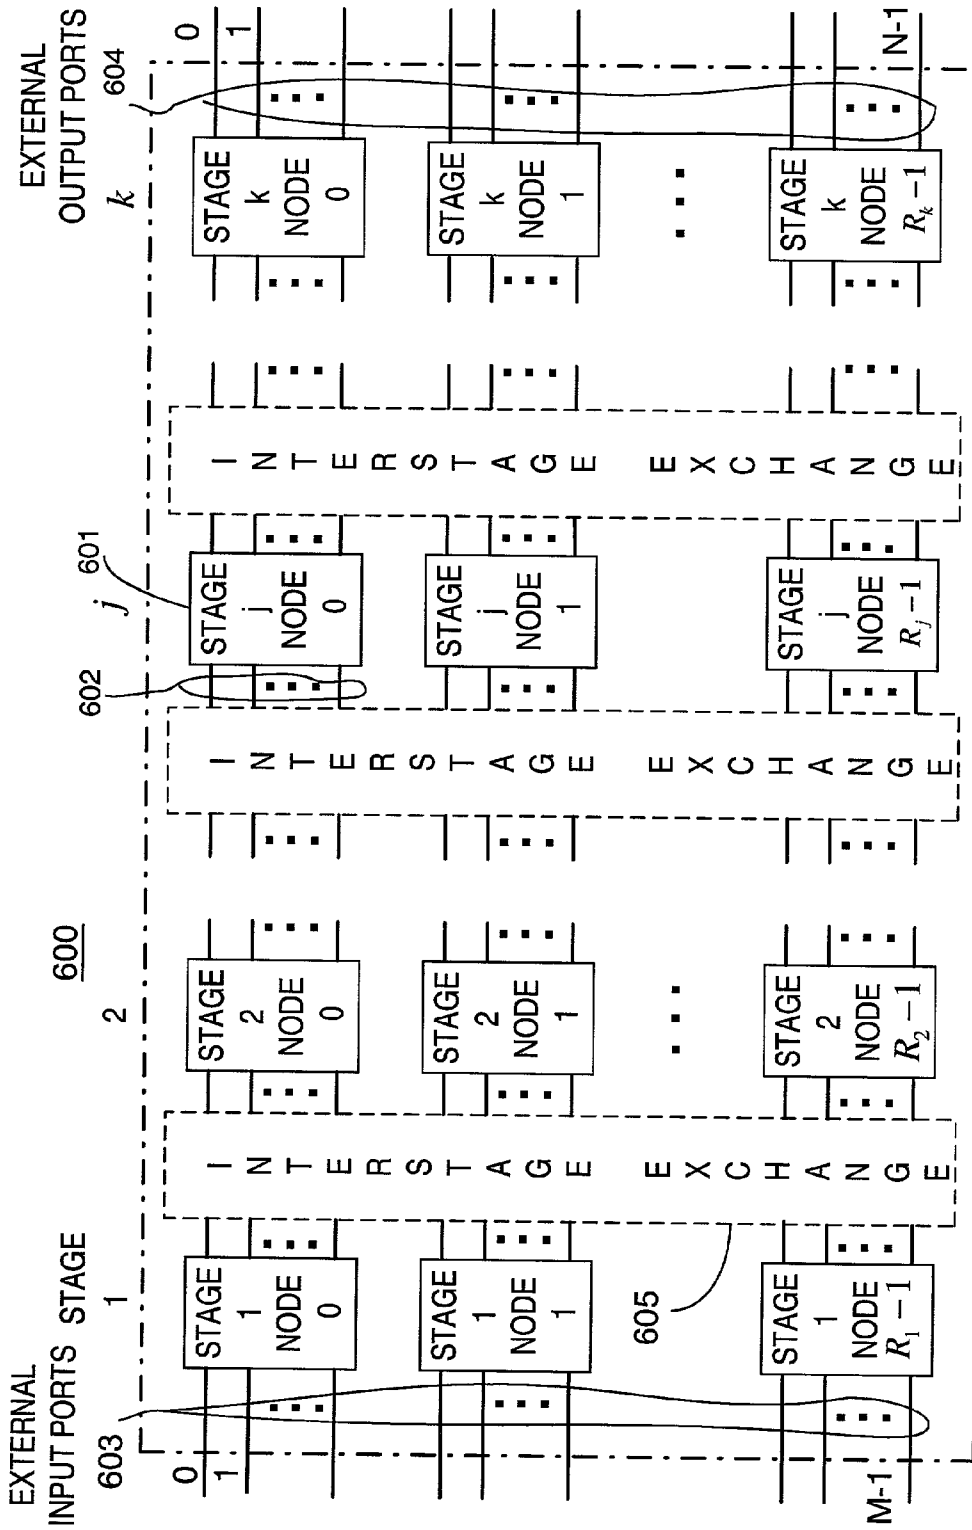 600
EXTERNAL
INPUT PORTS
STAGE
EXTERNAL
OUTPUT PORTS
1
2
j
k
603
602
601
604
0
1
M-1
0
1
N-1
STAGE
1
NODE
0
STAGE
1
NODE
1
STAGE
1
NODE
R₁-1
INTERSTAGE EXCHANGE
605
STAGE
2
NODE
0
STAGE
2
NODE
1
STAGE
2
NODE
R₂-1
INTERSTAGE EXCHANGE
STAGE
j
NODE
0
STAGE
j
NODE
1
STAGE
j
NODE
Rⱼ-1
INTERSTAGE EXCHANGE
STAGE
k
NODE
0
STAGE
k
NODE
1
STAGE
k
NODE
Rₖ-1